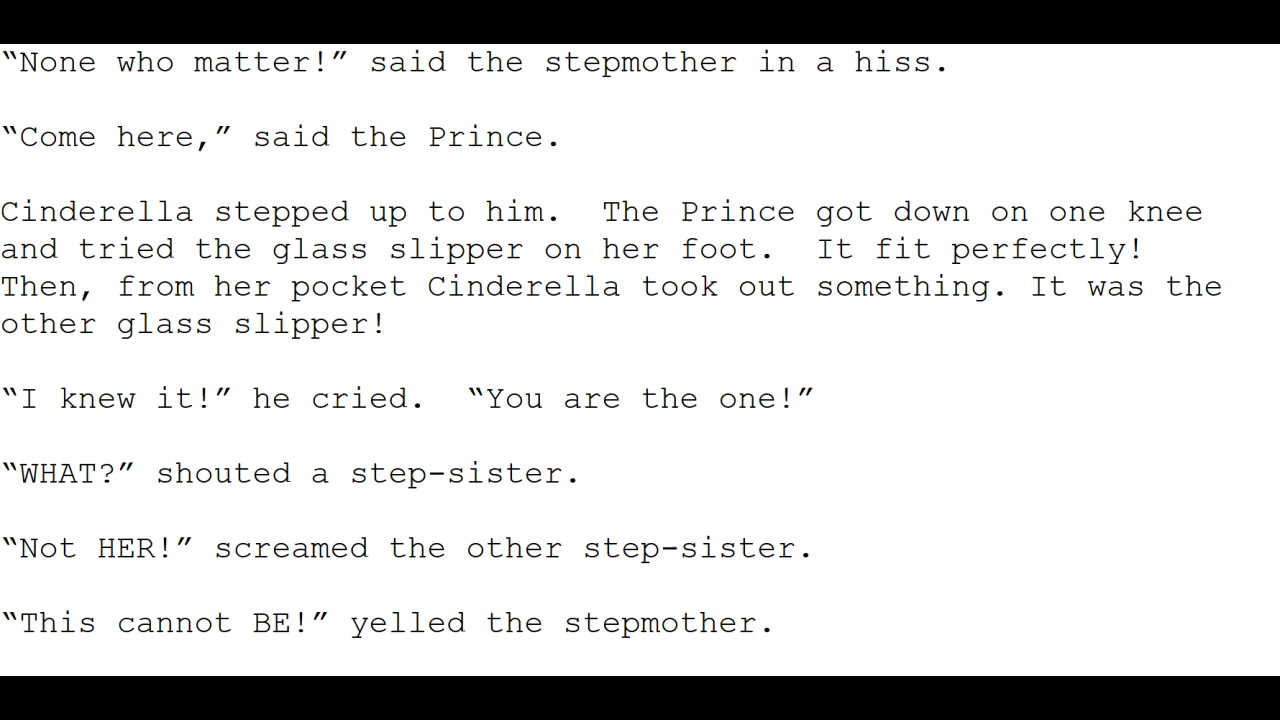 “None who matter!” said the stepmother in a hiss.
“Come here,” said the Prince.
Cinderella stepped up to him.  The Prince got down on one knee
and tried the glass slipper on her foot.  It fit perfectly!
Then, from her pocket Cinderella took out something. It was the
other glass slipper!
“I knew it!” he cried.  “You are the one!”
“WHAT?” shouted a step-sister.
“Not HER!” screamed the other step-sister.
“This cannot BE!” yelled the stepmother.